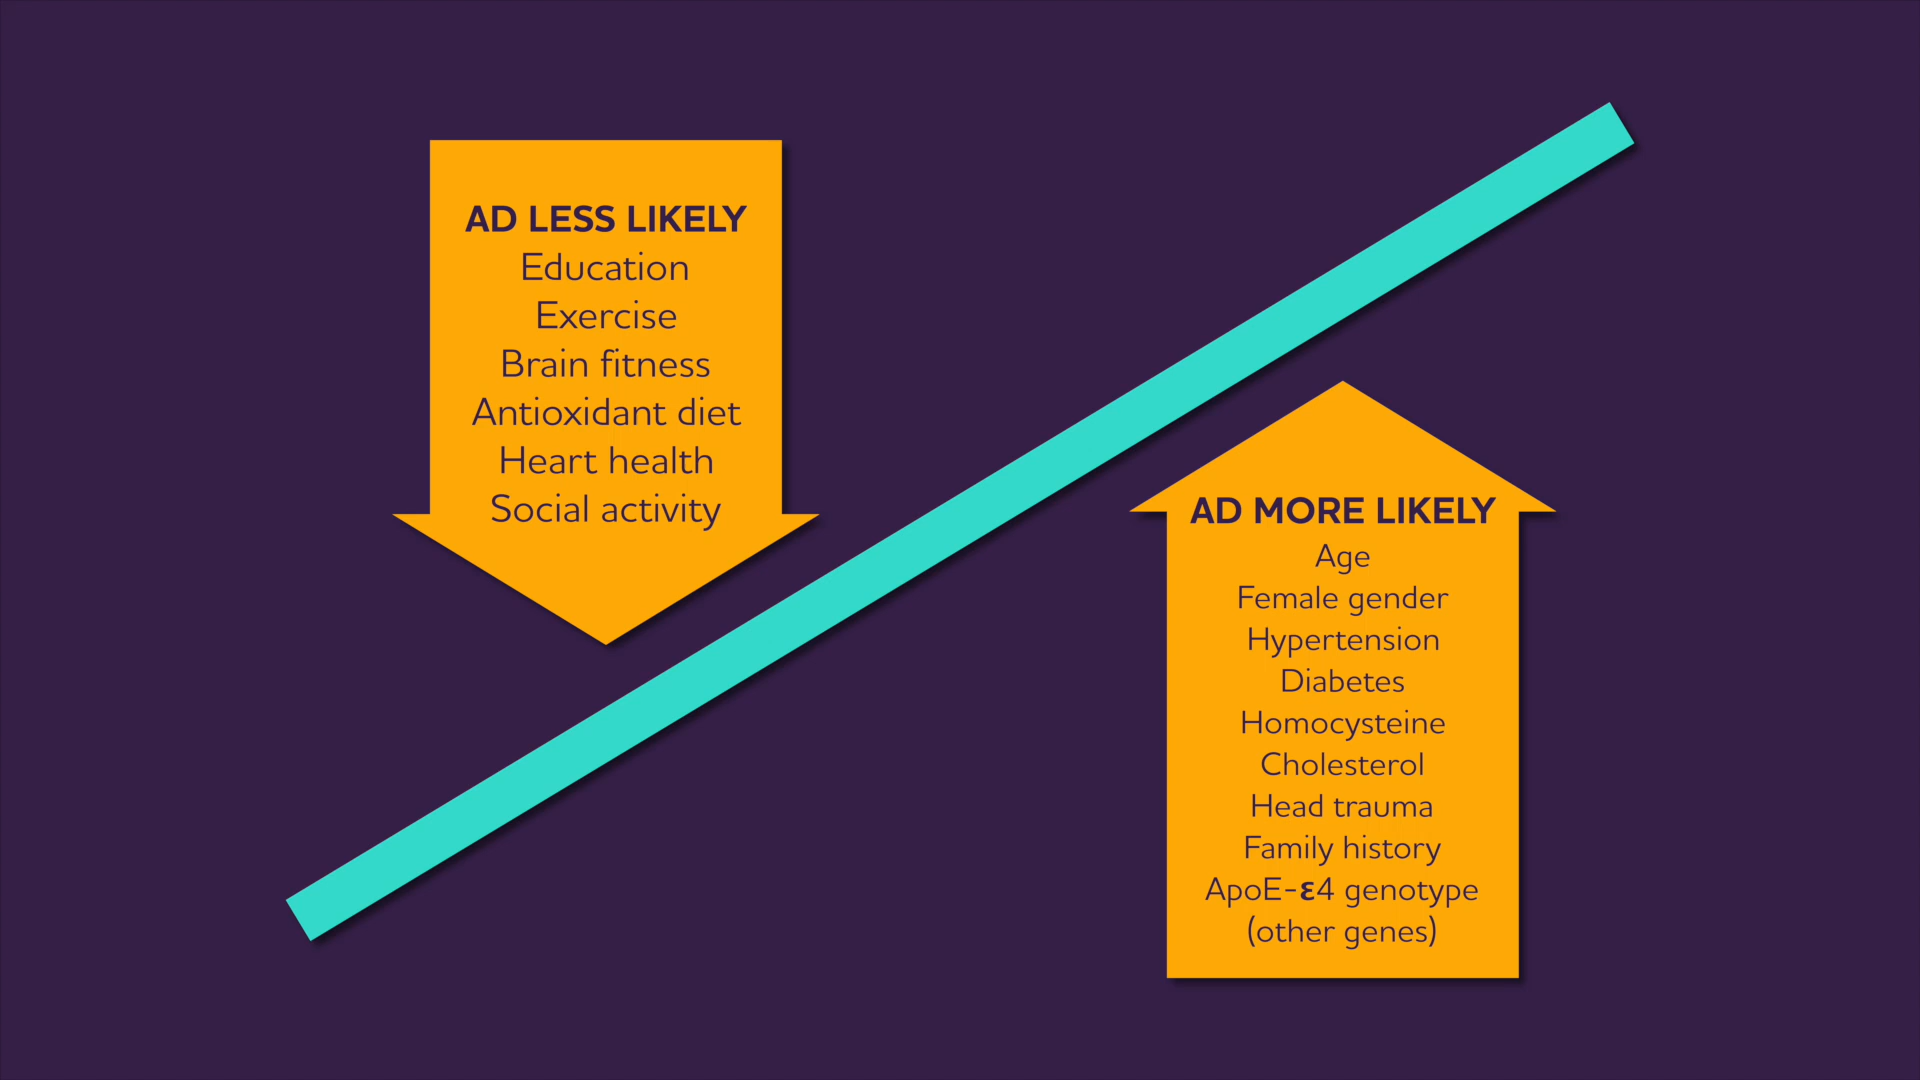 AD LESS LIKELY
Education
Exercise
Brain fitness
Antioxidant diet
Heart health
Social activity
AD MORE LIKELY
Age
Female gender
Hypertension
Diabetes
Homocysteine
Cholesterol
Head trauma
Family history
ApoE-ε4 genotype
(other genes)